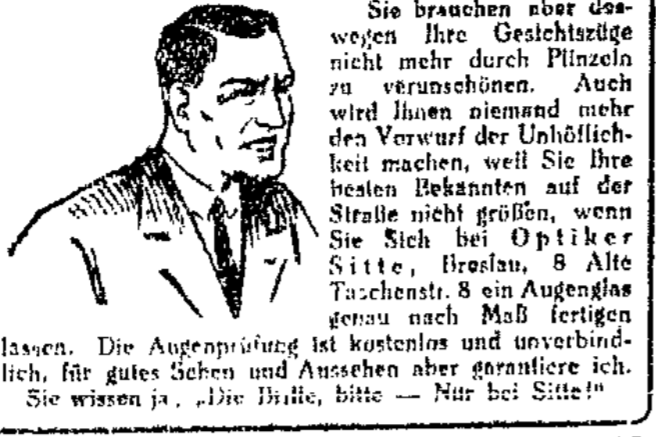 Sie brauchen aber des-
wegen Ihre Gesichtszüge
nicht mehr durch Plinzeln
zu verunschönen. Auch
wird Ihnen niemand mehr
den Vorwurf der Unhöflich-
keit machen, weil Sie Ihre
besten Bekannten auf der
Straße nicht größen, wenn
Sie Sich bei Optiker
Sitte, Breslau, 8 Alte
Taschenstr. 8 ein Augenglas
genau nach Maß fertigen
lassen. Die Augenprüfung ist kostenlos und unverbind-
lich, für gutes Sehen und Aussehen aber garantiere ich.
Sie wissen ja, „Die Brille, bitte — Nur bei Sitte!"